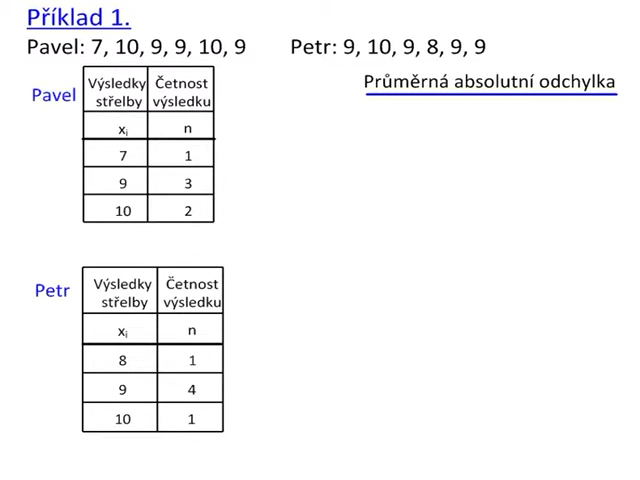 Příklad 1.
Pavel: 7, 10, 9, 9, 10, 9 Petr: 9, 10, 9, 8, 9, 9
Průměrná absolutní odchylka
Pavel
Výsledky střelby Četnost výsledku
xᵢ n
7 1
9 3
10 2
Petr
Výsledky střelby Četnost výsledku
xᵢ n
8 1
9 4
10 1